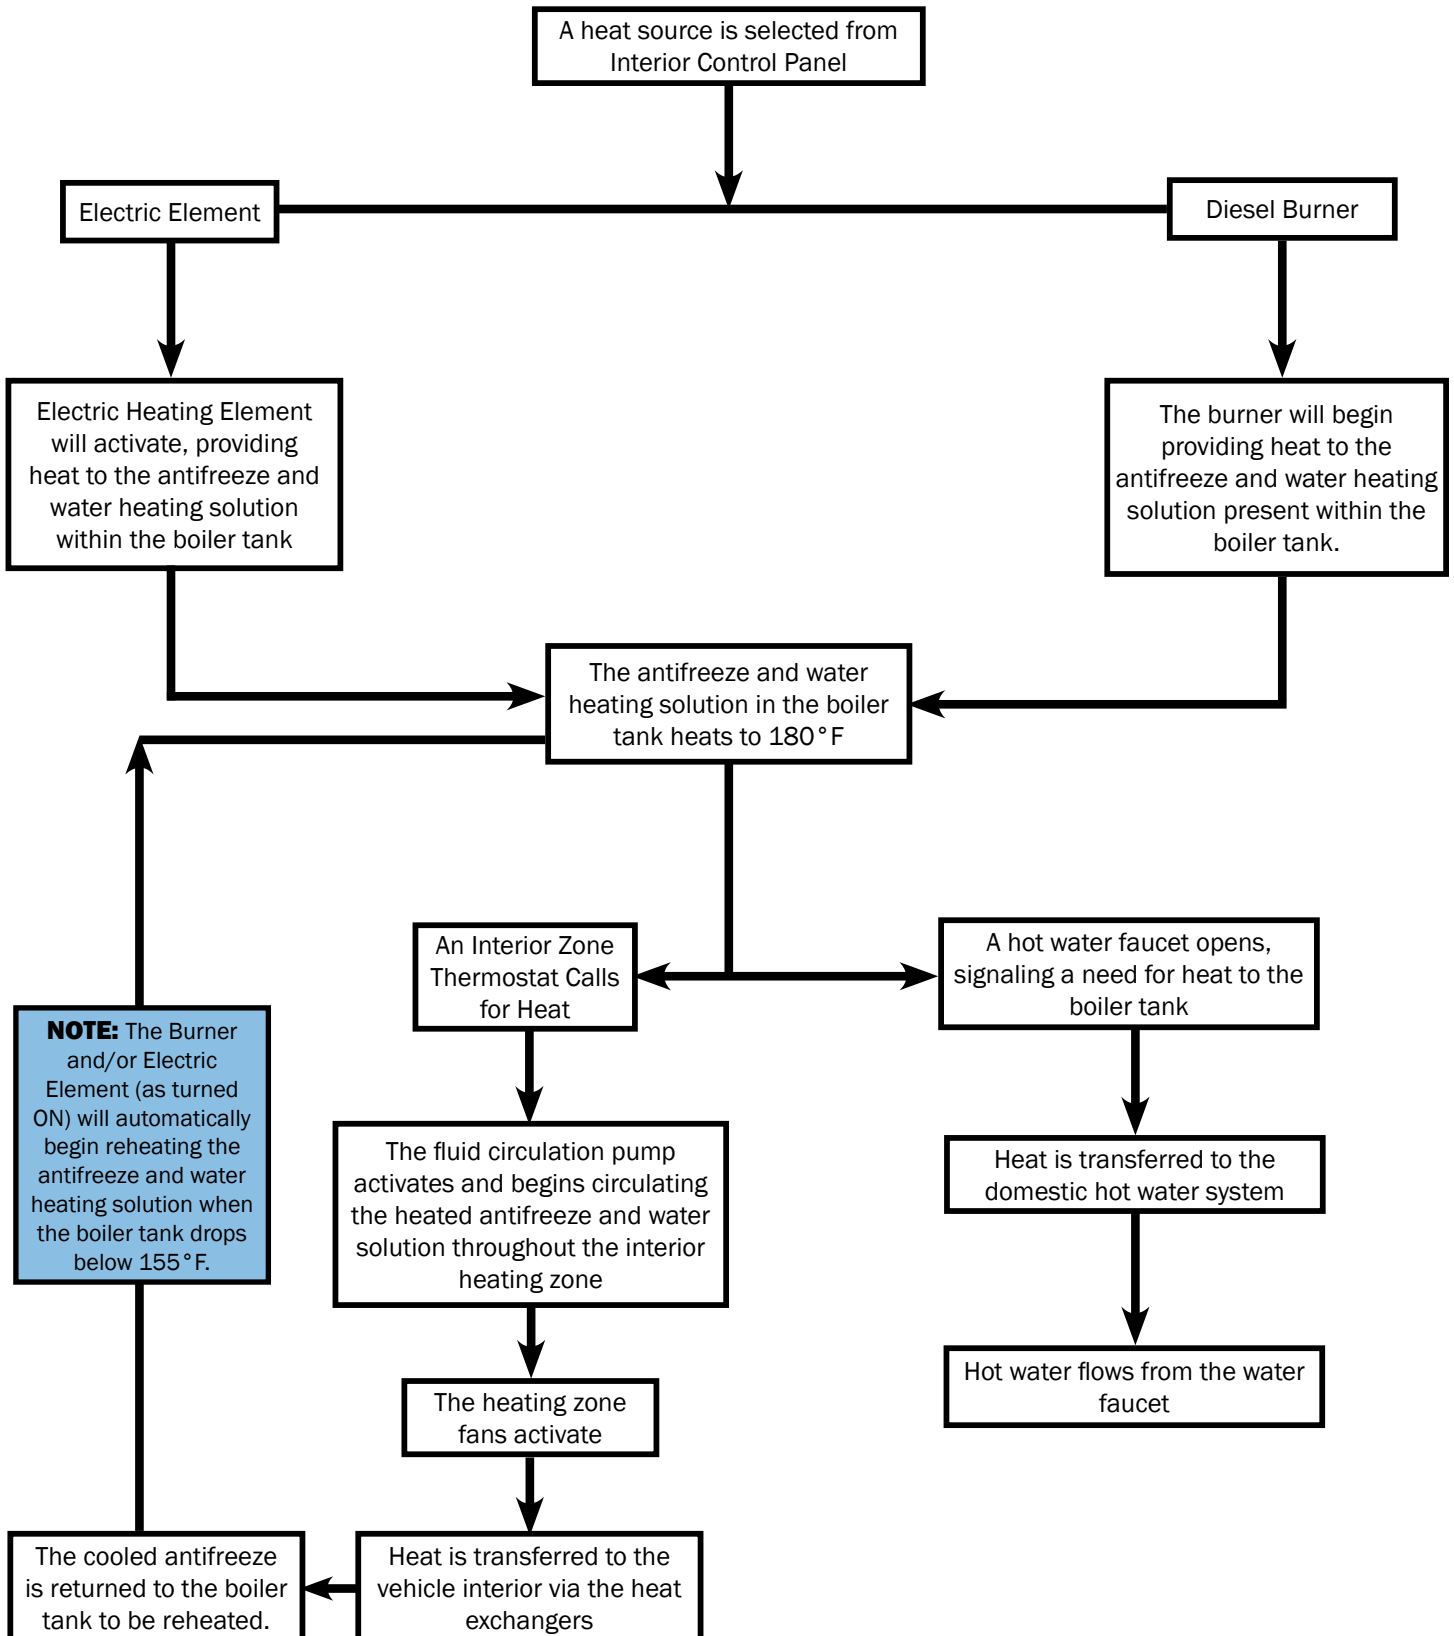 A heat source is selected from
Interior Control Panel
Electric Element
Diesel Burner
Electric Heating Element
will activate, providing
heat to the antifreeze and
water heating solution
within the boiler tank
The burner will begin
providing heat to the
antifreeze and water heating
solution present within the
boiler tank.
The antifreeze and water
heating solution in the boiler
tank heats to 180°F
An Interior Zone
Thermostat Calls
for Heat
A hot water faucet opens,
signaling a need for heat to the
boiler tank
NOTE: The Burner
and/or Electric
Element (as turned
ON) will automatically
begin reheating the
antifreeze and water
heating solution when
the boiler tank drops
below 155°F.
The fluid circulation pump
activates and begins circulating
the heated antifreeze and water
solution throughout the interior
heating zone
Heat is transferred to the
domestic hot water system
The heating zone
fans activate
Hot water flows from the water
faucet
The cooled antifreeze
is returned to the boiler
tank to be reheated.
Heat is transferred to the
vehicle interior via the heat
exchangers